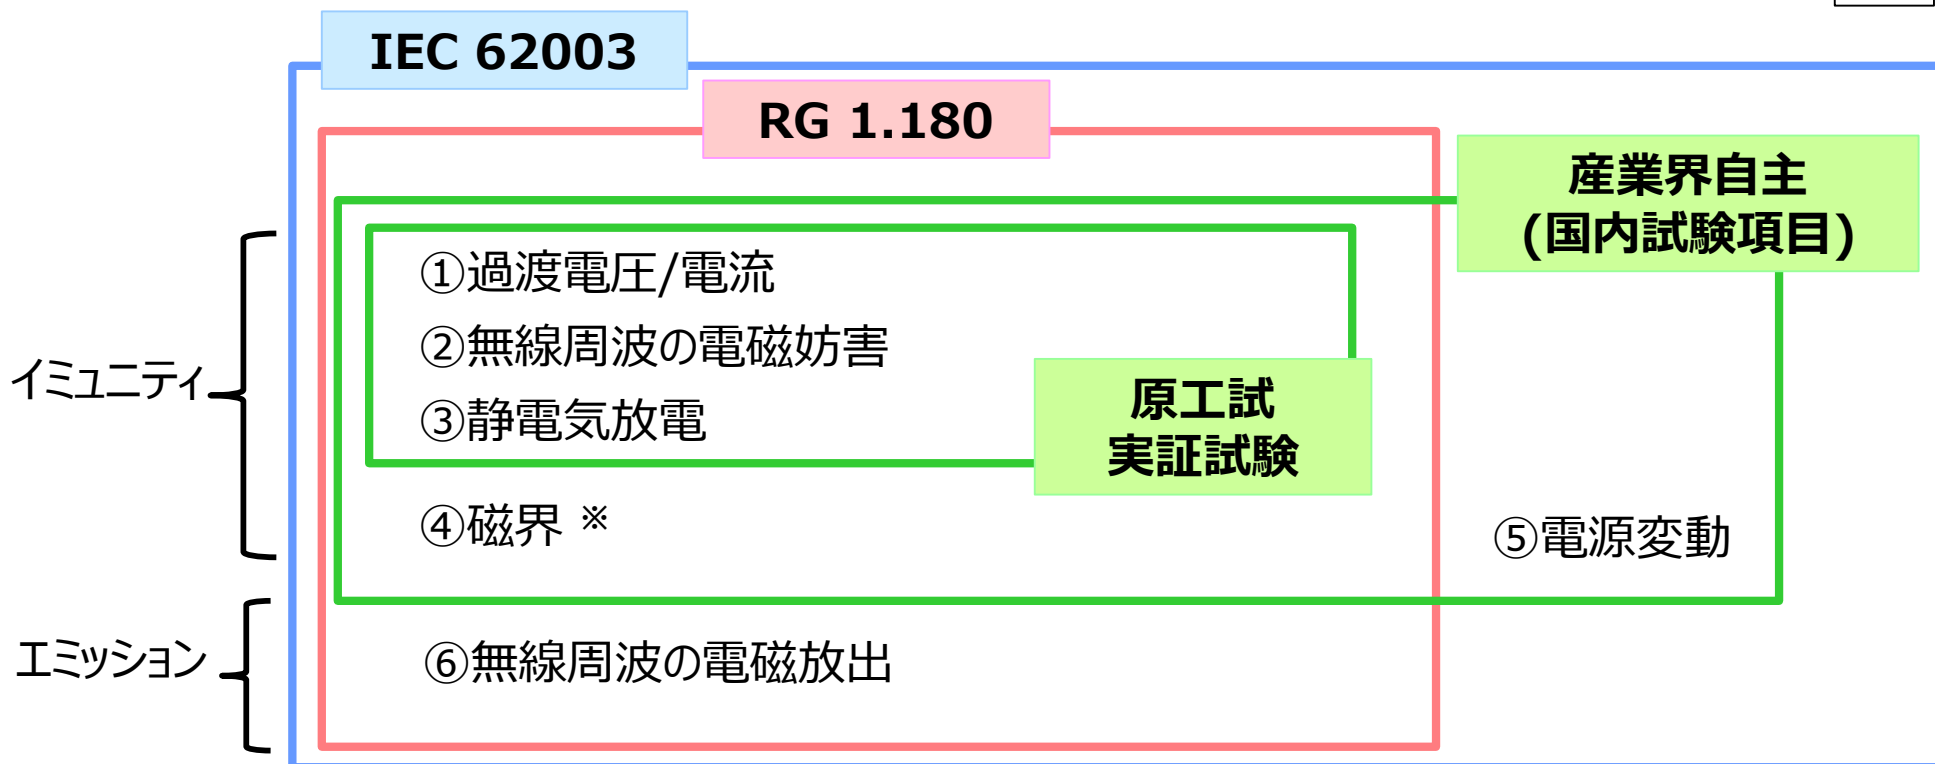 IEC 62003
RG 1.180
産業界自主
(国内試験項目)
イミュニティ
①過渡電圧/電流
②無線周波の電磁妨害
③静電気放電
原工試
実証試験
④磁界 ※
⑤電源変動
エミッション
⑥無線周波の電磁放出